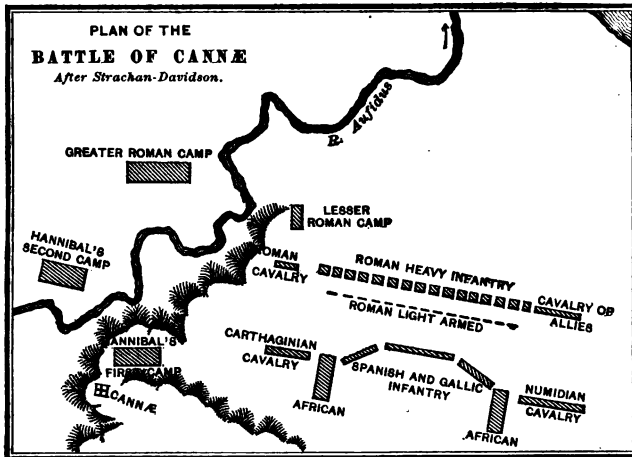 PLAN OF THE
BATTLE OF CANNÆ
After Strachan-Davidson.
R. Aufidus
GREATER ROMAN CAMP
LESSER
ROMAN CAMP
HANNIBAL'S
SECOND CAMP
ROMAN
CAVALRY
ROMAN HEAVY INFANTRY
CAVALRY OF
ALLIES
ROMAN LIGHT ARMED
HANNIBAL'S
FIRST CAMP
CARTHAGINIAN
CAVALRY
SPANISH AND GALLIC
INFANTRY
NUMIDIAN
CAVALRY
CANNÆ
AFRICAN
AFRICAN